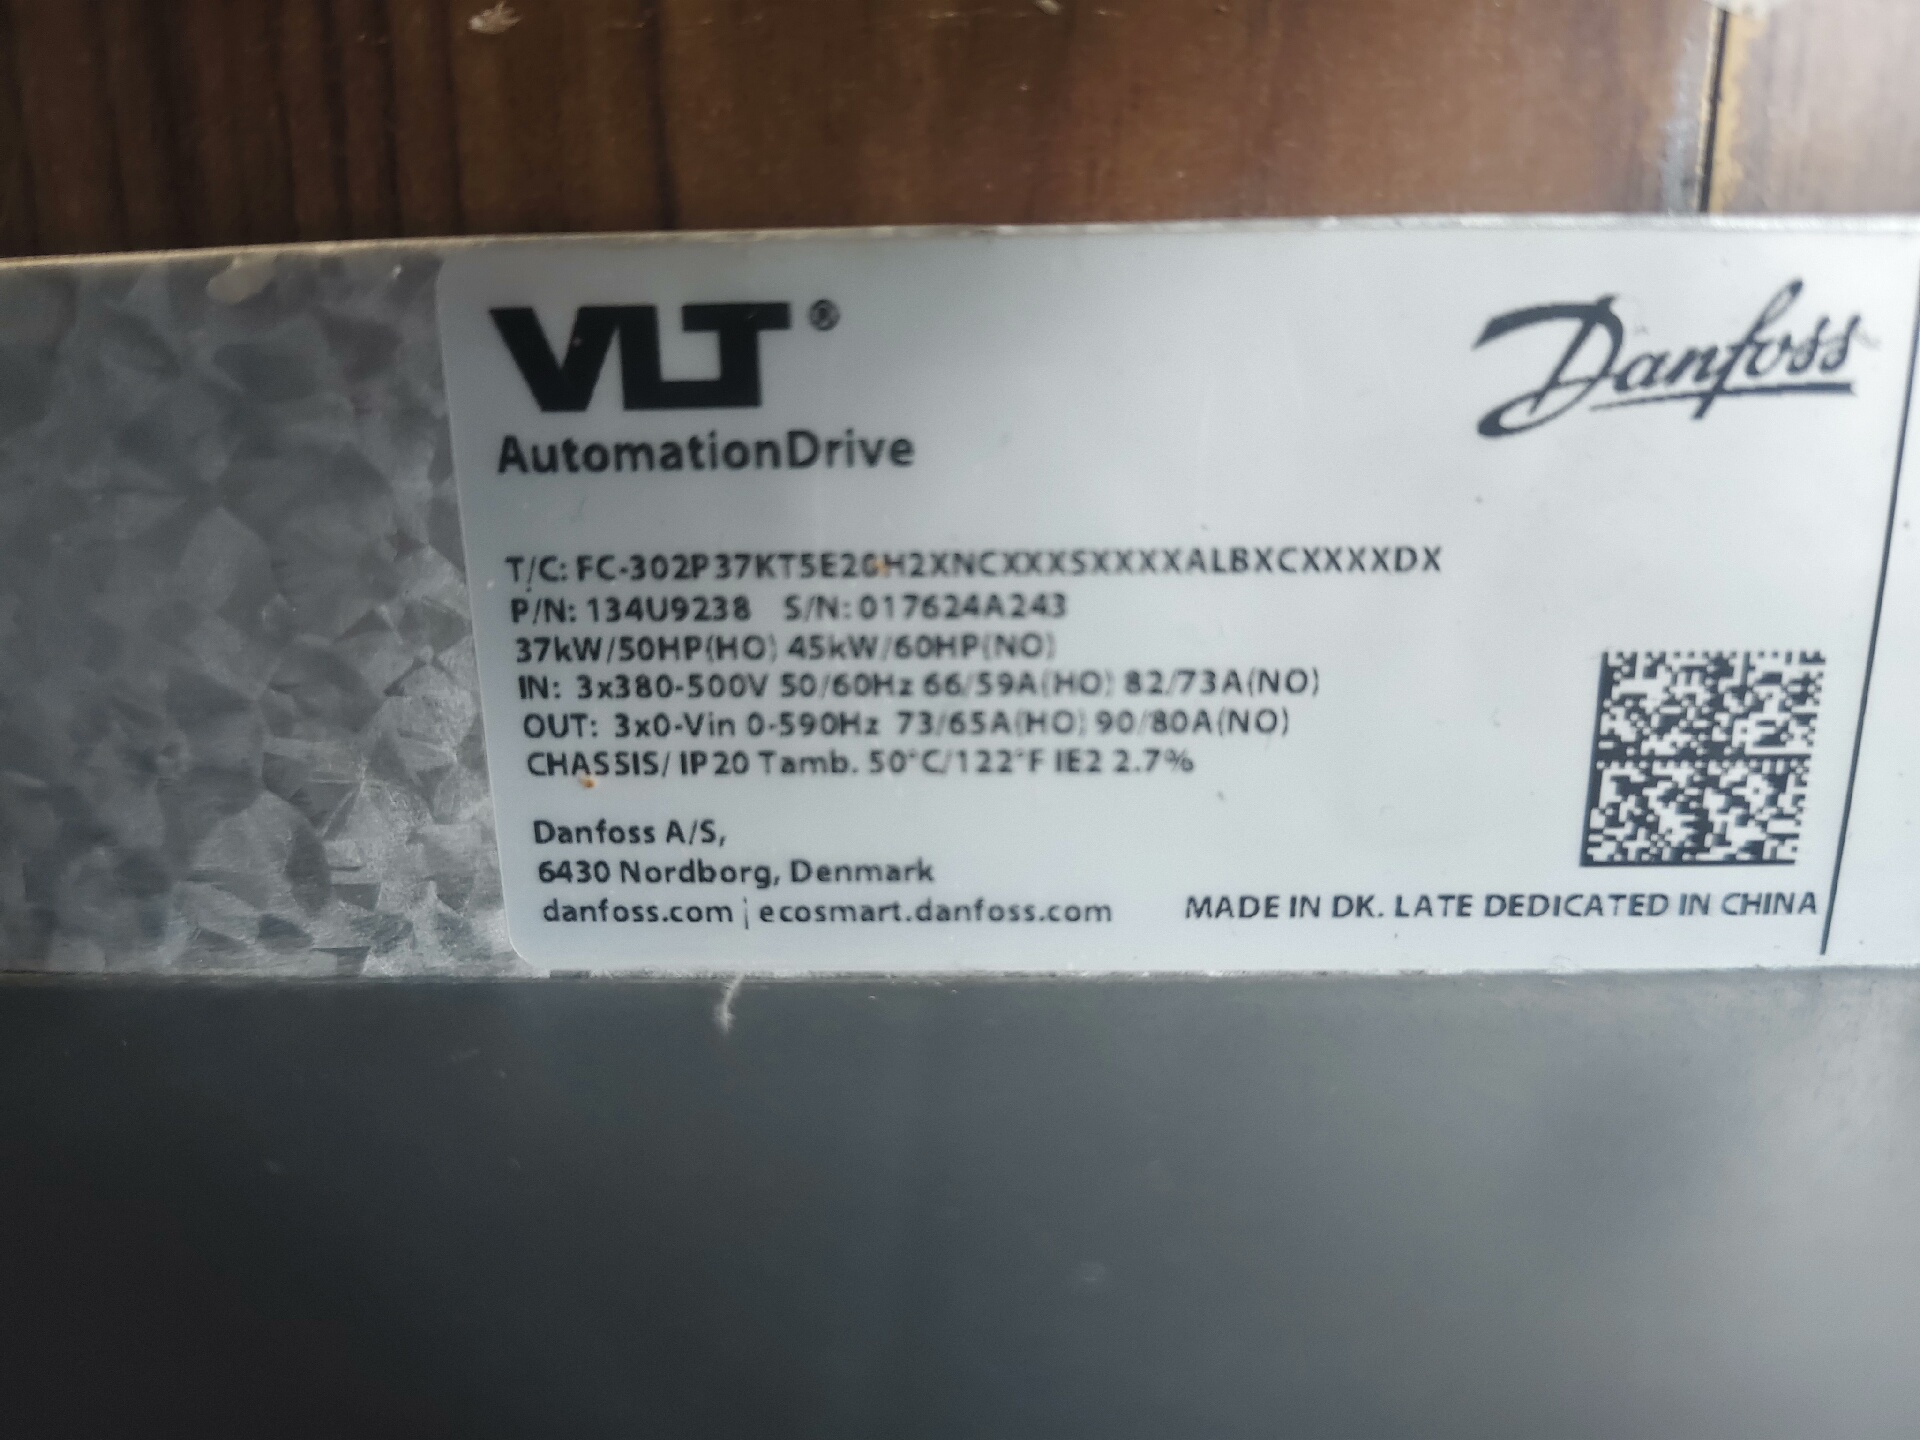 VLT®
Danfoss
AutomationDrive
T/C: FC-302P37KT5E20H2XNCXXXSXXXXALBXCXXXXDX
P/N: 134U9238 S/N: 017624A243
37kW/50HP(HO) 45kW/60HP(NO)
IN: 3x380-500V 50/60Hz 66/59A(HO) 82/73A(NO)
OUT: 3x0-Vin 0-590Hz 73/65A(HO) 90/80A(NO)
CHASSIS/ IP20 Tamb. 50°C/122°F IE2 2.7%
Danfoss A/S,
6430 Nordborg, Denmark
danfoss.com | ecosmart.danfoss.com
MADE IN DK. LATE DEDICATED IN CHINA